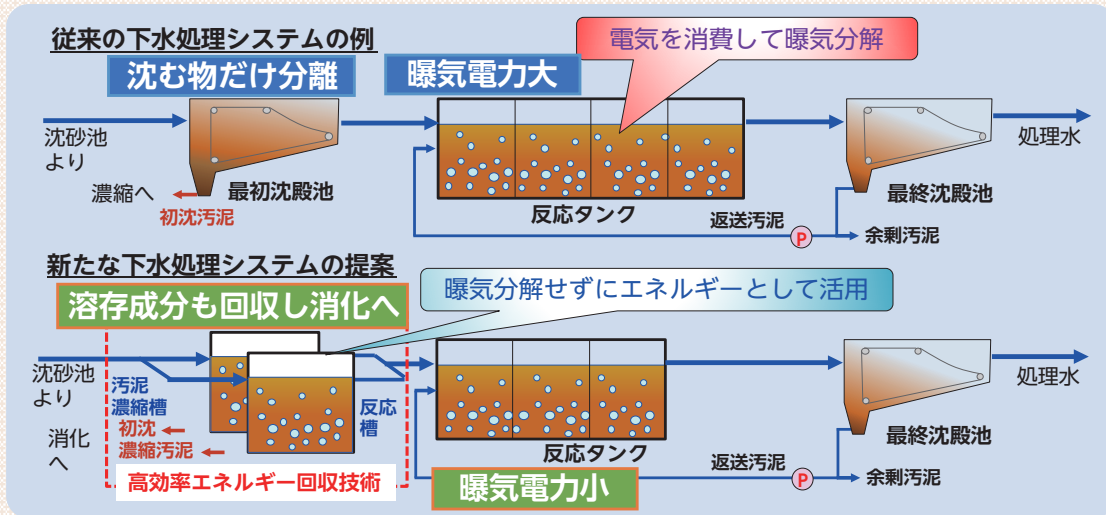 従来の下水処理システムの例
電気を消費して曝気分解
沈む物だけ分離
曝気電力大
沈砂池
より
処理水
濃縮へ
最初沈殿池
初沈汚泥
反応タンク
最終沈殿池
返送汚泥
P
余剰汚泥
新たな下水処理システムの提案
曝気分解せずにエネルギーとして活用
溶存成分も回収し消化へ
沈砂池
より
汚泥
濃縮槽
反応
槽
処理水
初沈
濃縮汚泥
消化
へ
反応タンク
最終沈殿池
高効率エネルギー回収技術
曝気電力小
返送汚泥
P
余剰汚泥